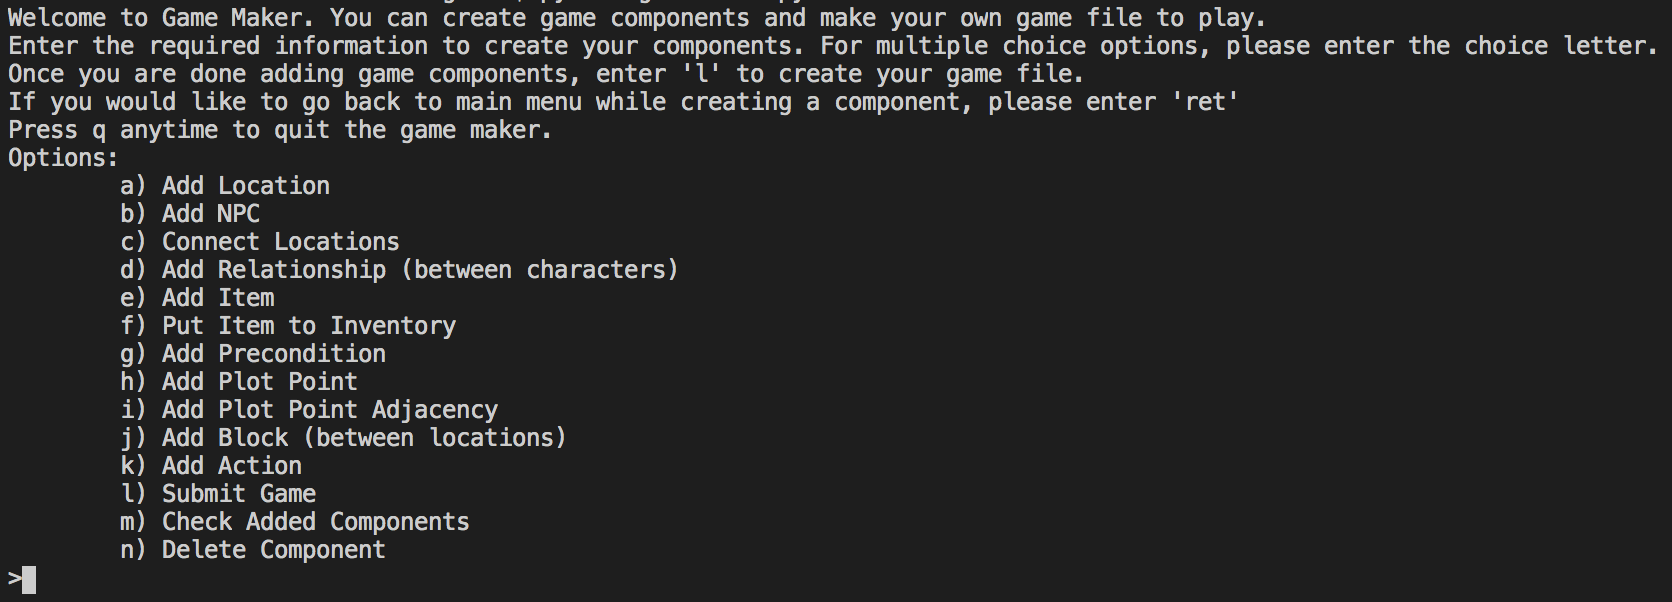 Welcome to Game Maker. You can create game components and make your own game file to play.
Enter the required information to create your components. For multiple choice options, please enter the choice letter.
Once you are done adding game components, enter 'l' to create your game file.
If you would like to go back to main menu while creating a component, please enter 'ret'
Press q anytime to quit the game maker.
Options:
a) Add Location
b) Add NPC
c) Connect Locations
d) Add Relationship (between characters)
e) Add Item
f) Put Item to Inventory
g) Add Precondition
h) Add Plot Point
i) Add Plot Point Adjacency
j) Add Block (between locations)
k) Add Action
l) Submit Game
m) Check Added Components
n) Delete Component
>